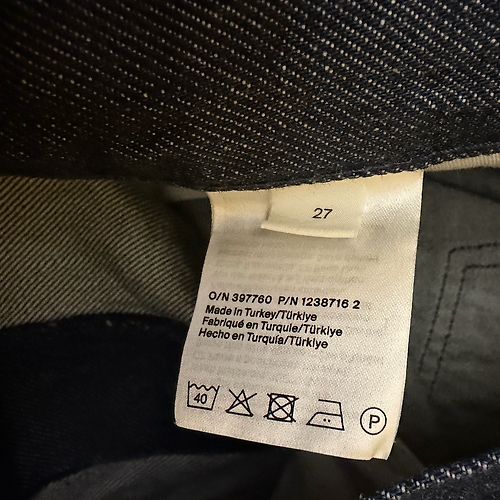 27
O/N 397760 P/N 1238716 2
Made in Turkey/Türkiye
Fabriqué en Turquie/Türkiye
Hecho en Turquía/Türkiye
40
P